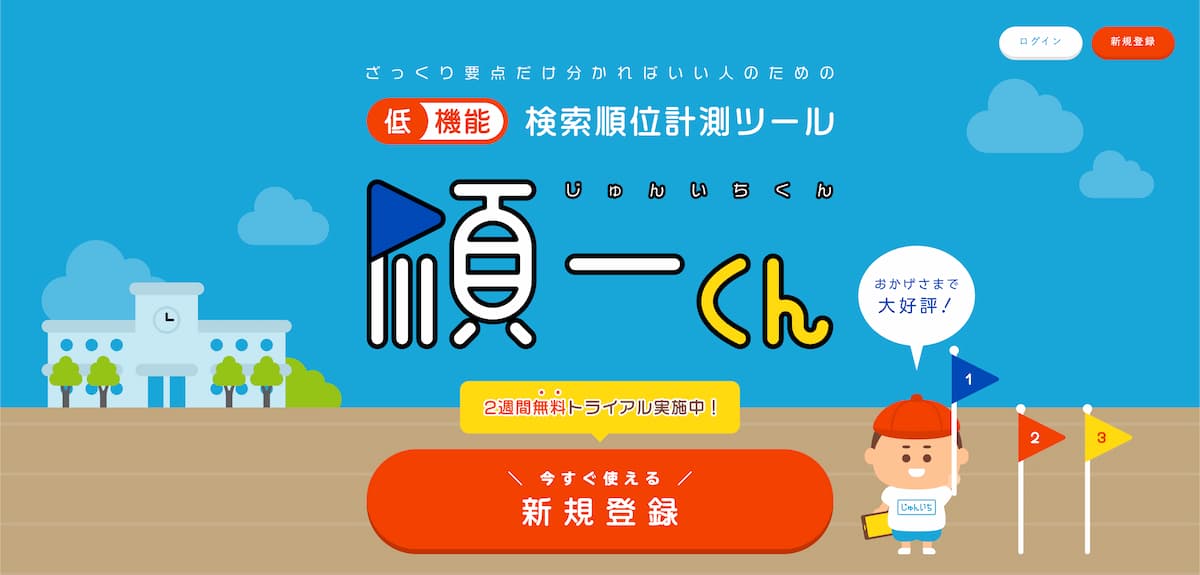 ログイン
新規登録
ざっくり要点だけ分かればいい人のための
低機能 検索順位計測ツール
じゅんいちくん
順一くん
おかげさまで
大好評!
2週間無料トライアル実施中!
\ 今すぐ使える /
新規登録
1
2
3
じゅんいち